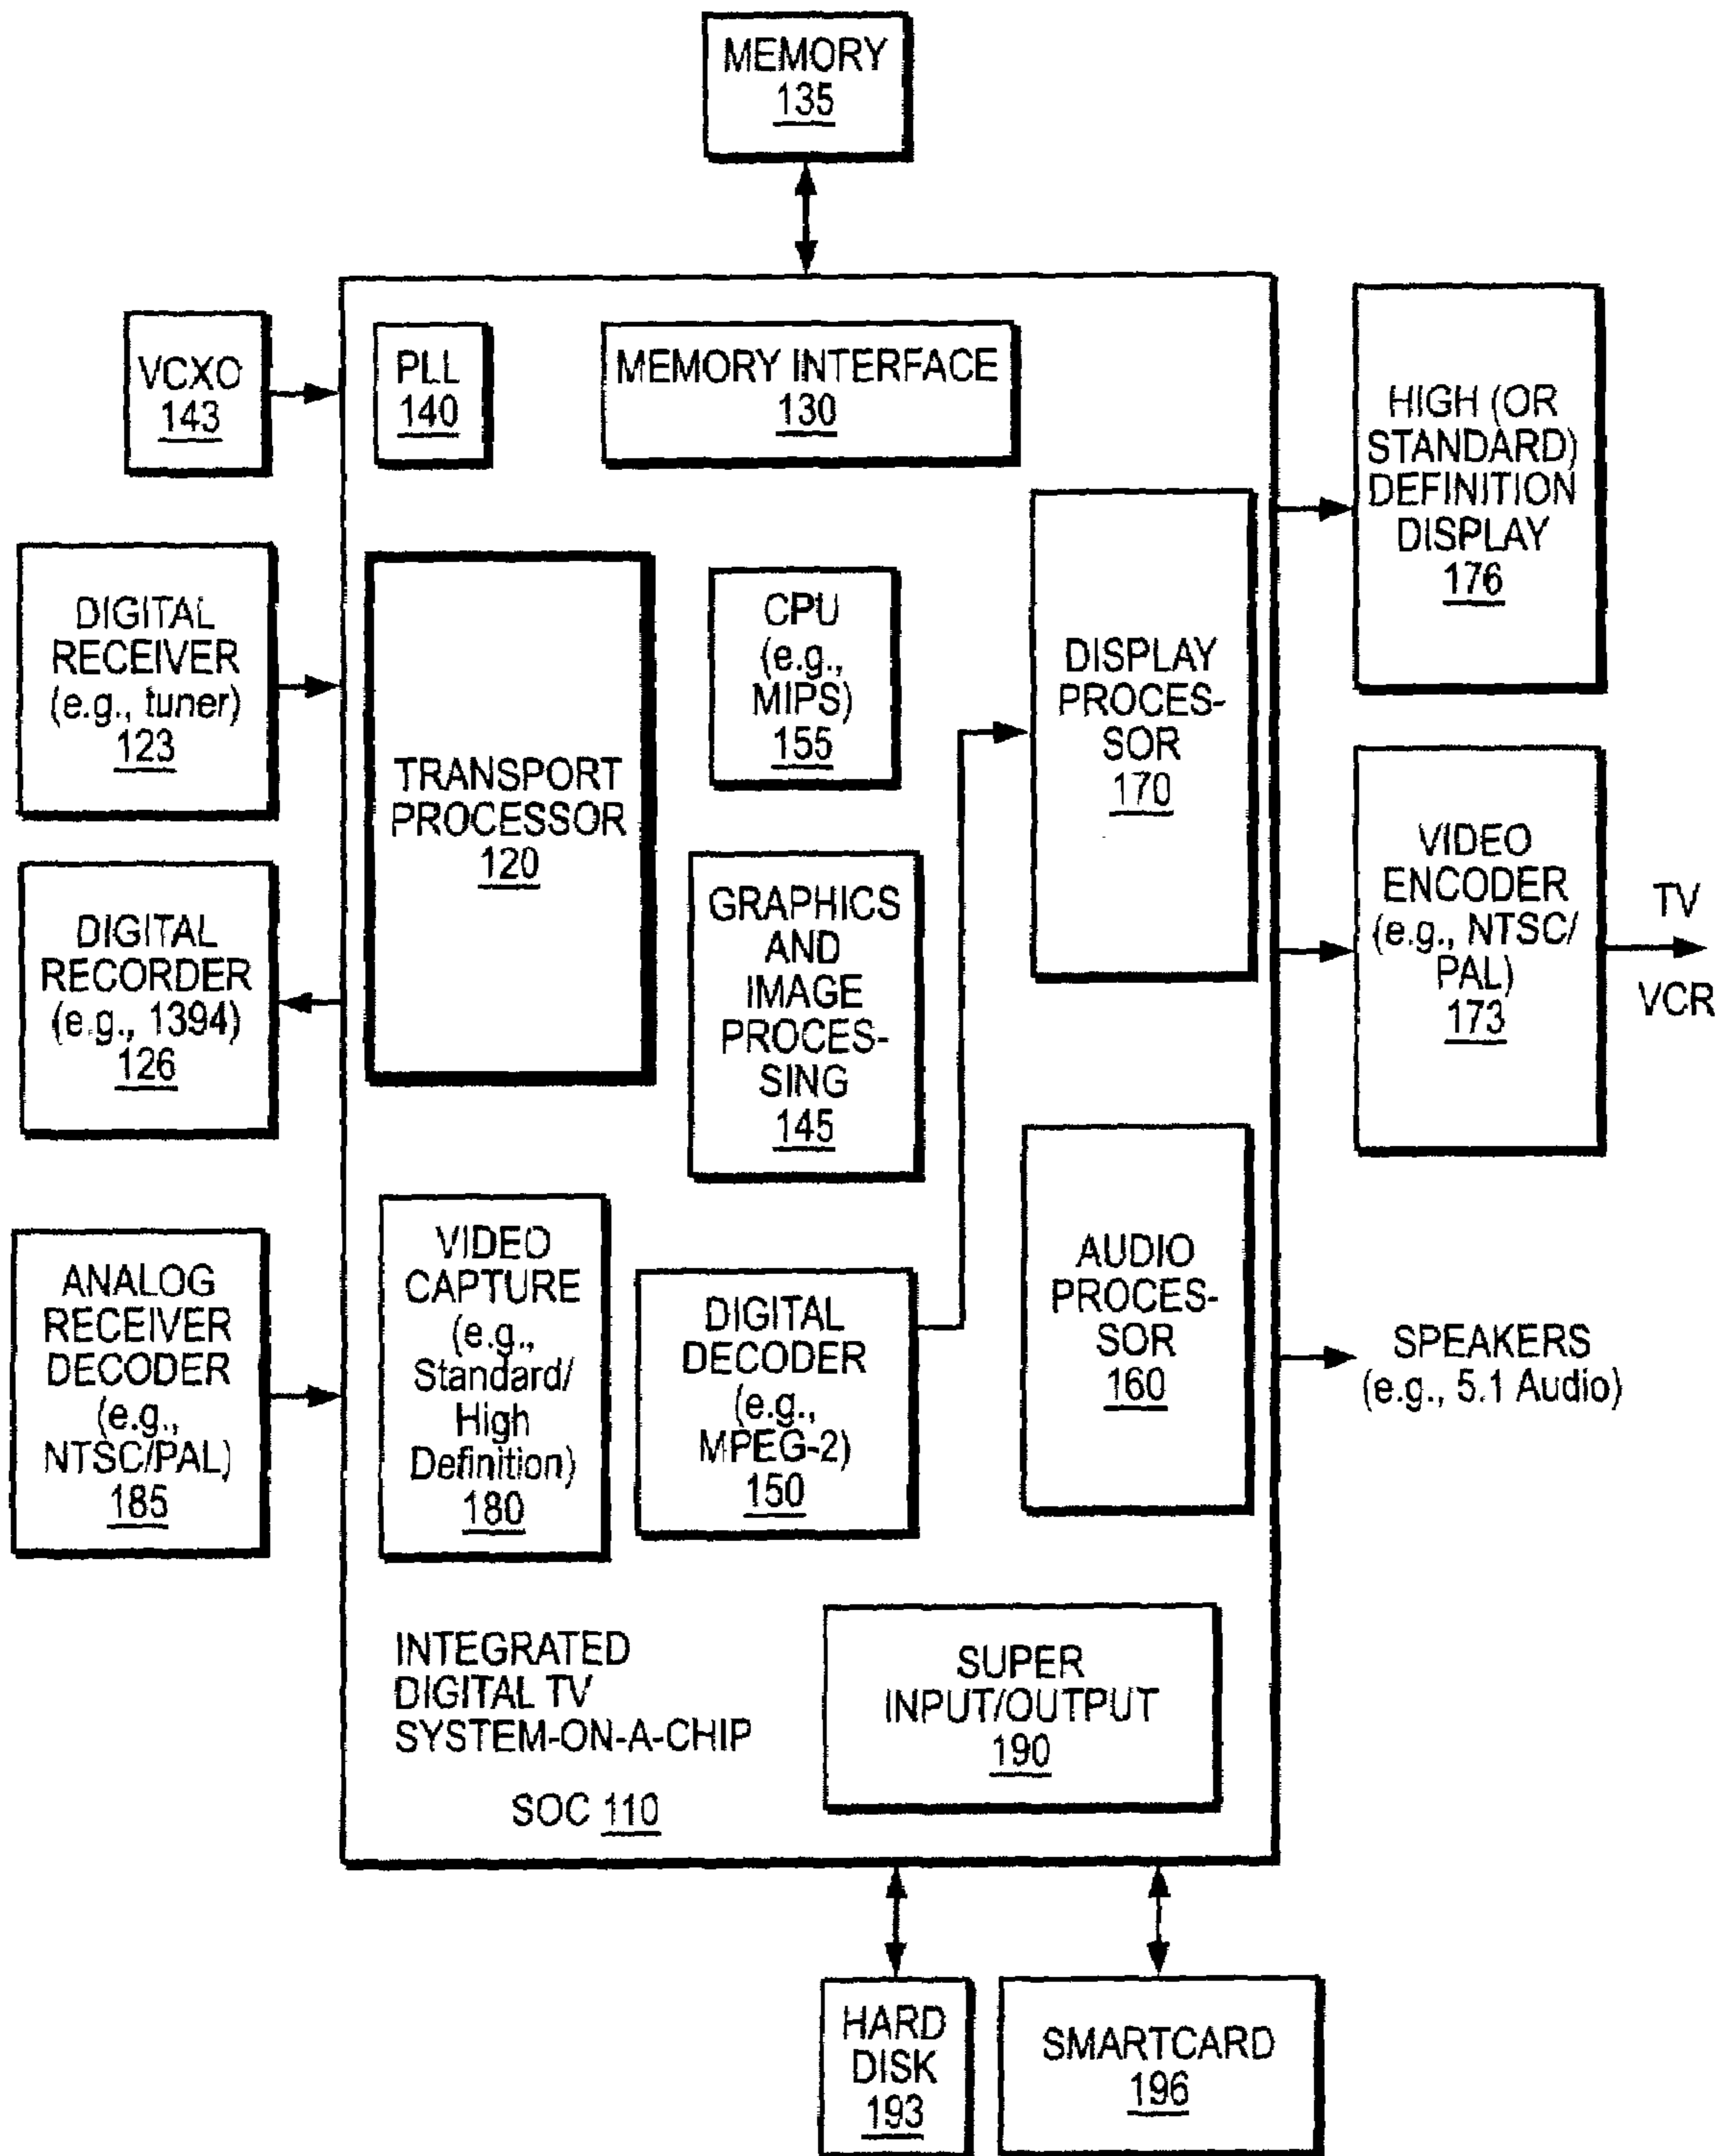 MEMORY
135
VCXO
143
PLL
140
MEMORY INTERFACE
130
HIGH (OR
STANDARD)
DEFINITION
DISPLAY
176
DIGITAL
RECEIVER
(e.g., tuner)
123
TRANSPORT
PROCESSOR
120
CPU
(e.g.,
MIPS)
155
DISPLAY
PROCES-
SOR
170
DIGITAL
RECORDER
(e.g., 1394)
126
GRAPHICS
AND
IMAGE
PROCES-
SING
145
VIDEO
ENCODER
(e.g., NTSC/
PAL)
173
TV
VCR
ANALOG
RECEIVER
DECODER
(e.g.,
NTSC/PAL)
185
VIDEO
CAPTURE
(e.g.,
Standard/
High
Definition)
180
DIGITAL
DECODER
(e.g.,
MPEG-2)
150
AUDIO
PROCES-
SOR
160
SPEAKERS
(e.g., 5.1 Audio)
INTEGRATED
DIGITAL TV
SYSTEM-ON-A-CHIP
SOC 110
SUPER
INPUT/OUTPUT
190
HARD
DISK
193
SMARTCARD
196